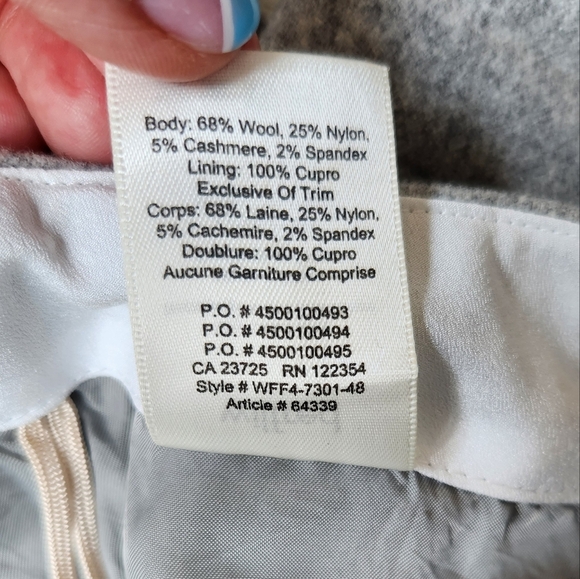 Body: 68% Wool, 25% Nylon,
5% Cashmere, 2% Spandex
Lining: 100% Cupro
Exclusive Of Trim
Corps: 68% Laine, 25% Nylon,
5% Cachemire, 2% Spandex
Doublure: 100% Cupro
Aucune Garniture Comprise
P.O. # 4500100493
P.O. # 4500100494
P.O. # 4500100495
CA 23725 RN 122354
Style # WFF4-7301-48
Article # 64339